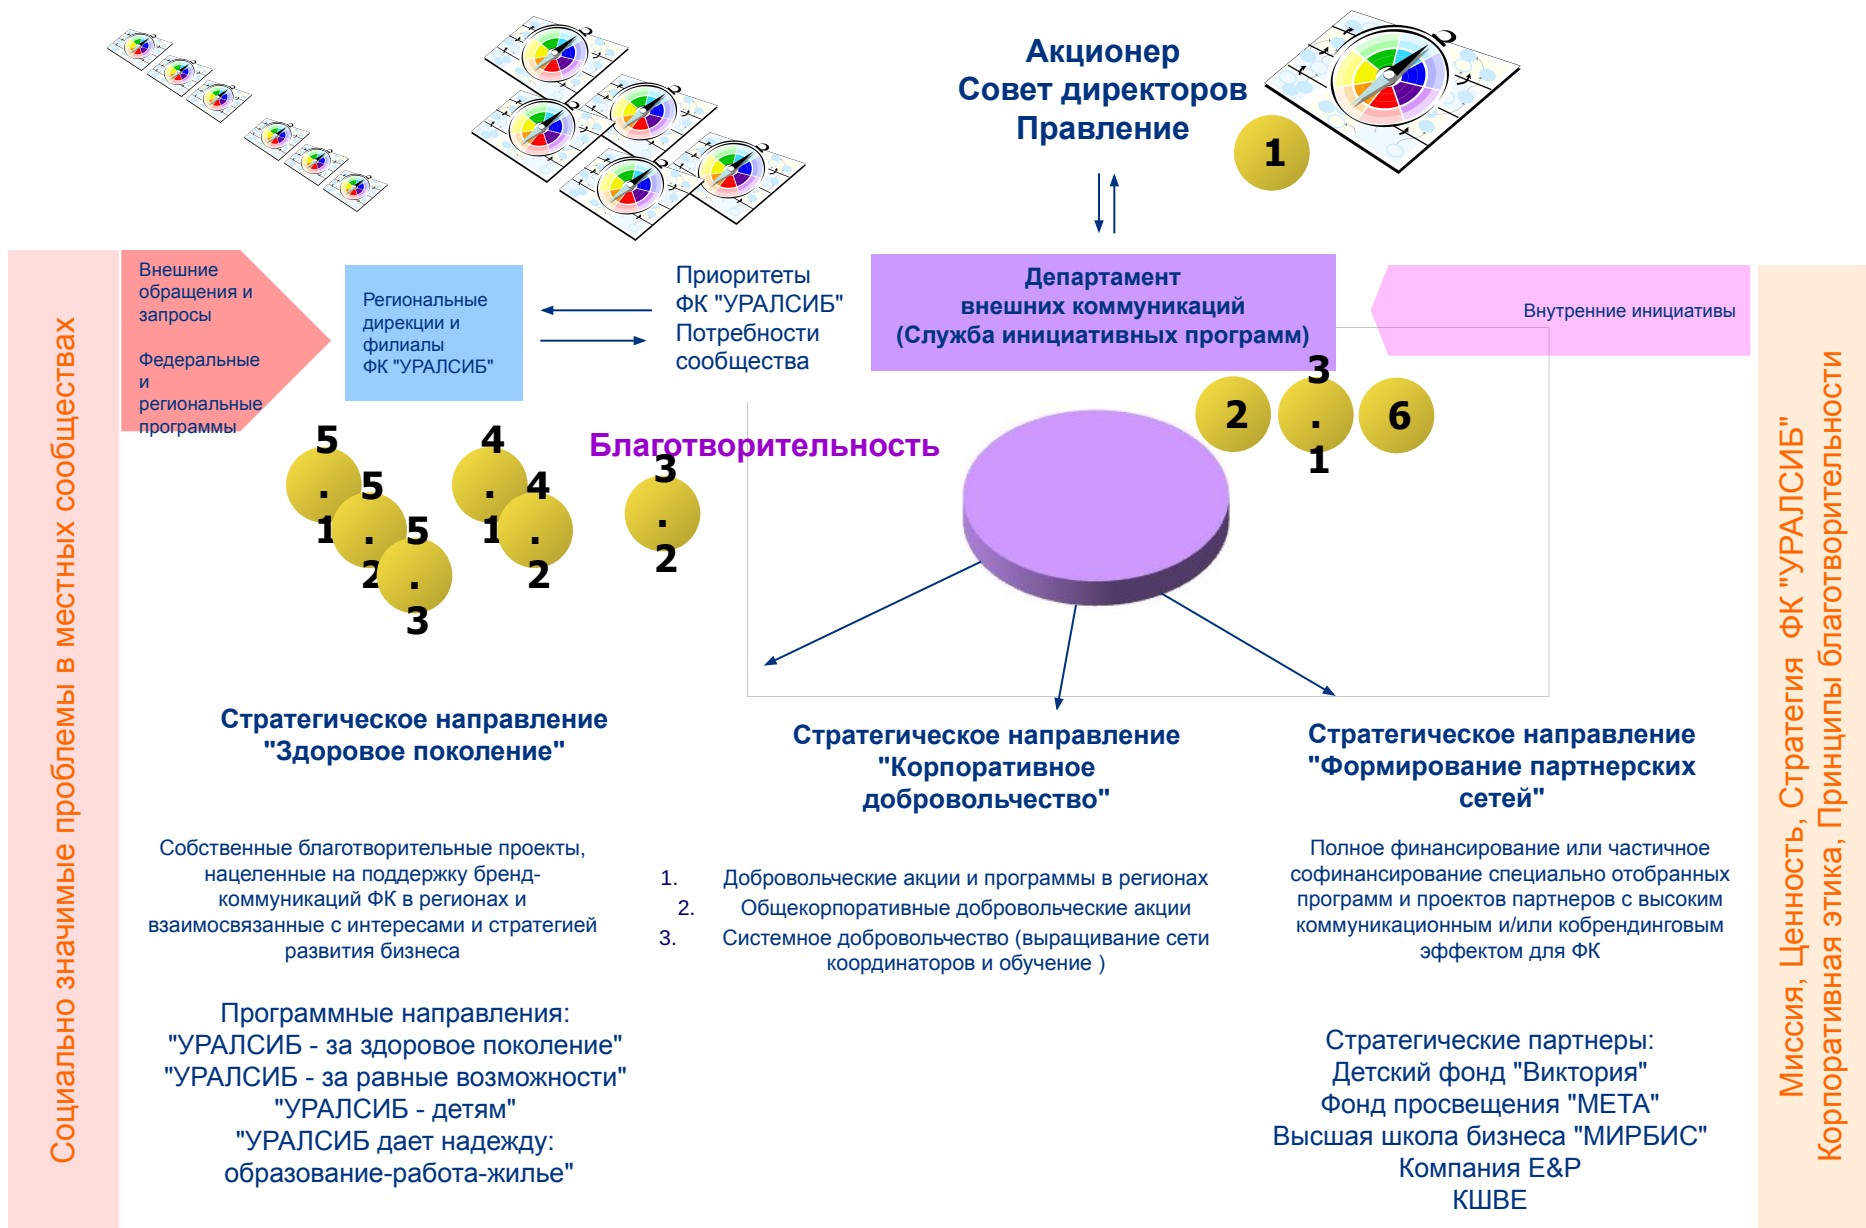 Акционер
Совет директоров
Правление
1
Внешние
обращения и
запросы
Федеральные
и
региональные
программы
Региональные
дирекции и
филиалы
ФК "УРАЛСИБ"
Приоритеты
ФК "УРАЛСИБ"
Потребности
сообщества
Департамент
внешних коммуникаций
(Служба инициативных программ)
Внутренние инициативы
2
3.1
6
5.1
5.2
5.3
4.1
4.2
3.2
Благотворительность
Социально значимые проблемы в местных сообществах
Миссия, Ценность, Стратегия ФК "УРАЛСИБ"
Корпоративная этика, Принципы благотворительности
Стратегическое направление
"Здоровое поколение"
Собственные благотворительные проекты,
нацеленные на поддержку бренд-
коммуникаций ФК в регионах и
взаимосвязанные с интересами и стратегией
развития бизнеса
Программные направления:
"УРАЛСИБ - за здоровое поколение"
"УРАЛСИБ - за равные возможности"
"УРАЛСИБ - детям"
"УРАЛСИБ дает надежду:
образование-работа-жилье"
Стратегическое направление
"Корпоративное
добровольчество"
1. Добровольческие акции и программы в регионах
2. Общекорпоративные добровольческие акции
3. Системное добровольчество (выращивание сети
координаторов и обучение )
Стратегическое направление
"Формирование партнерских
сетей"
Полное финансирование или частичное
софинансирование специально отобранных
программ и проектов партнеров с высоким
коммуникационным и/или кобрендинговым
эффектом для ФК
Стратегические партнеры:
Детский фонд "Виктория"
Фонд просвещения "МЕТА"
Высшая школа бизнеса "МИРБИС"
Компания E&P
КШВЕ